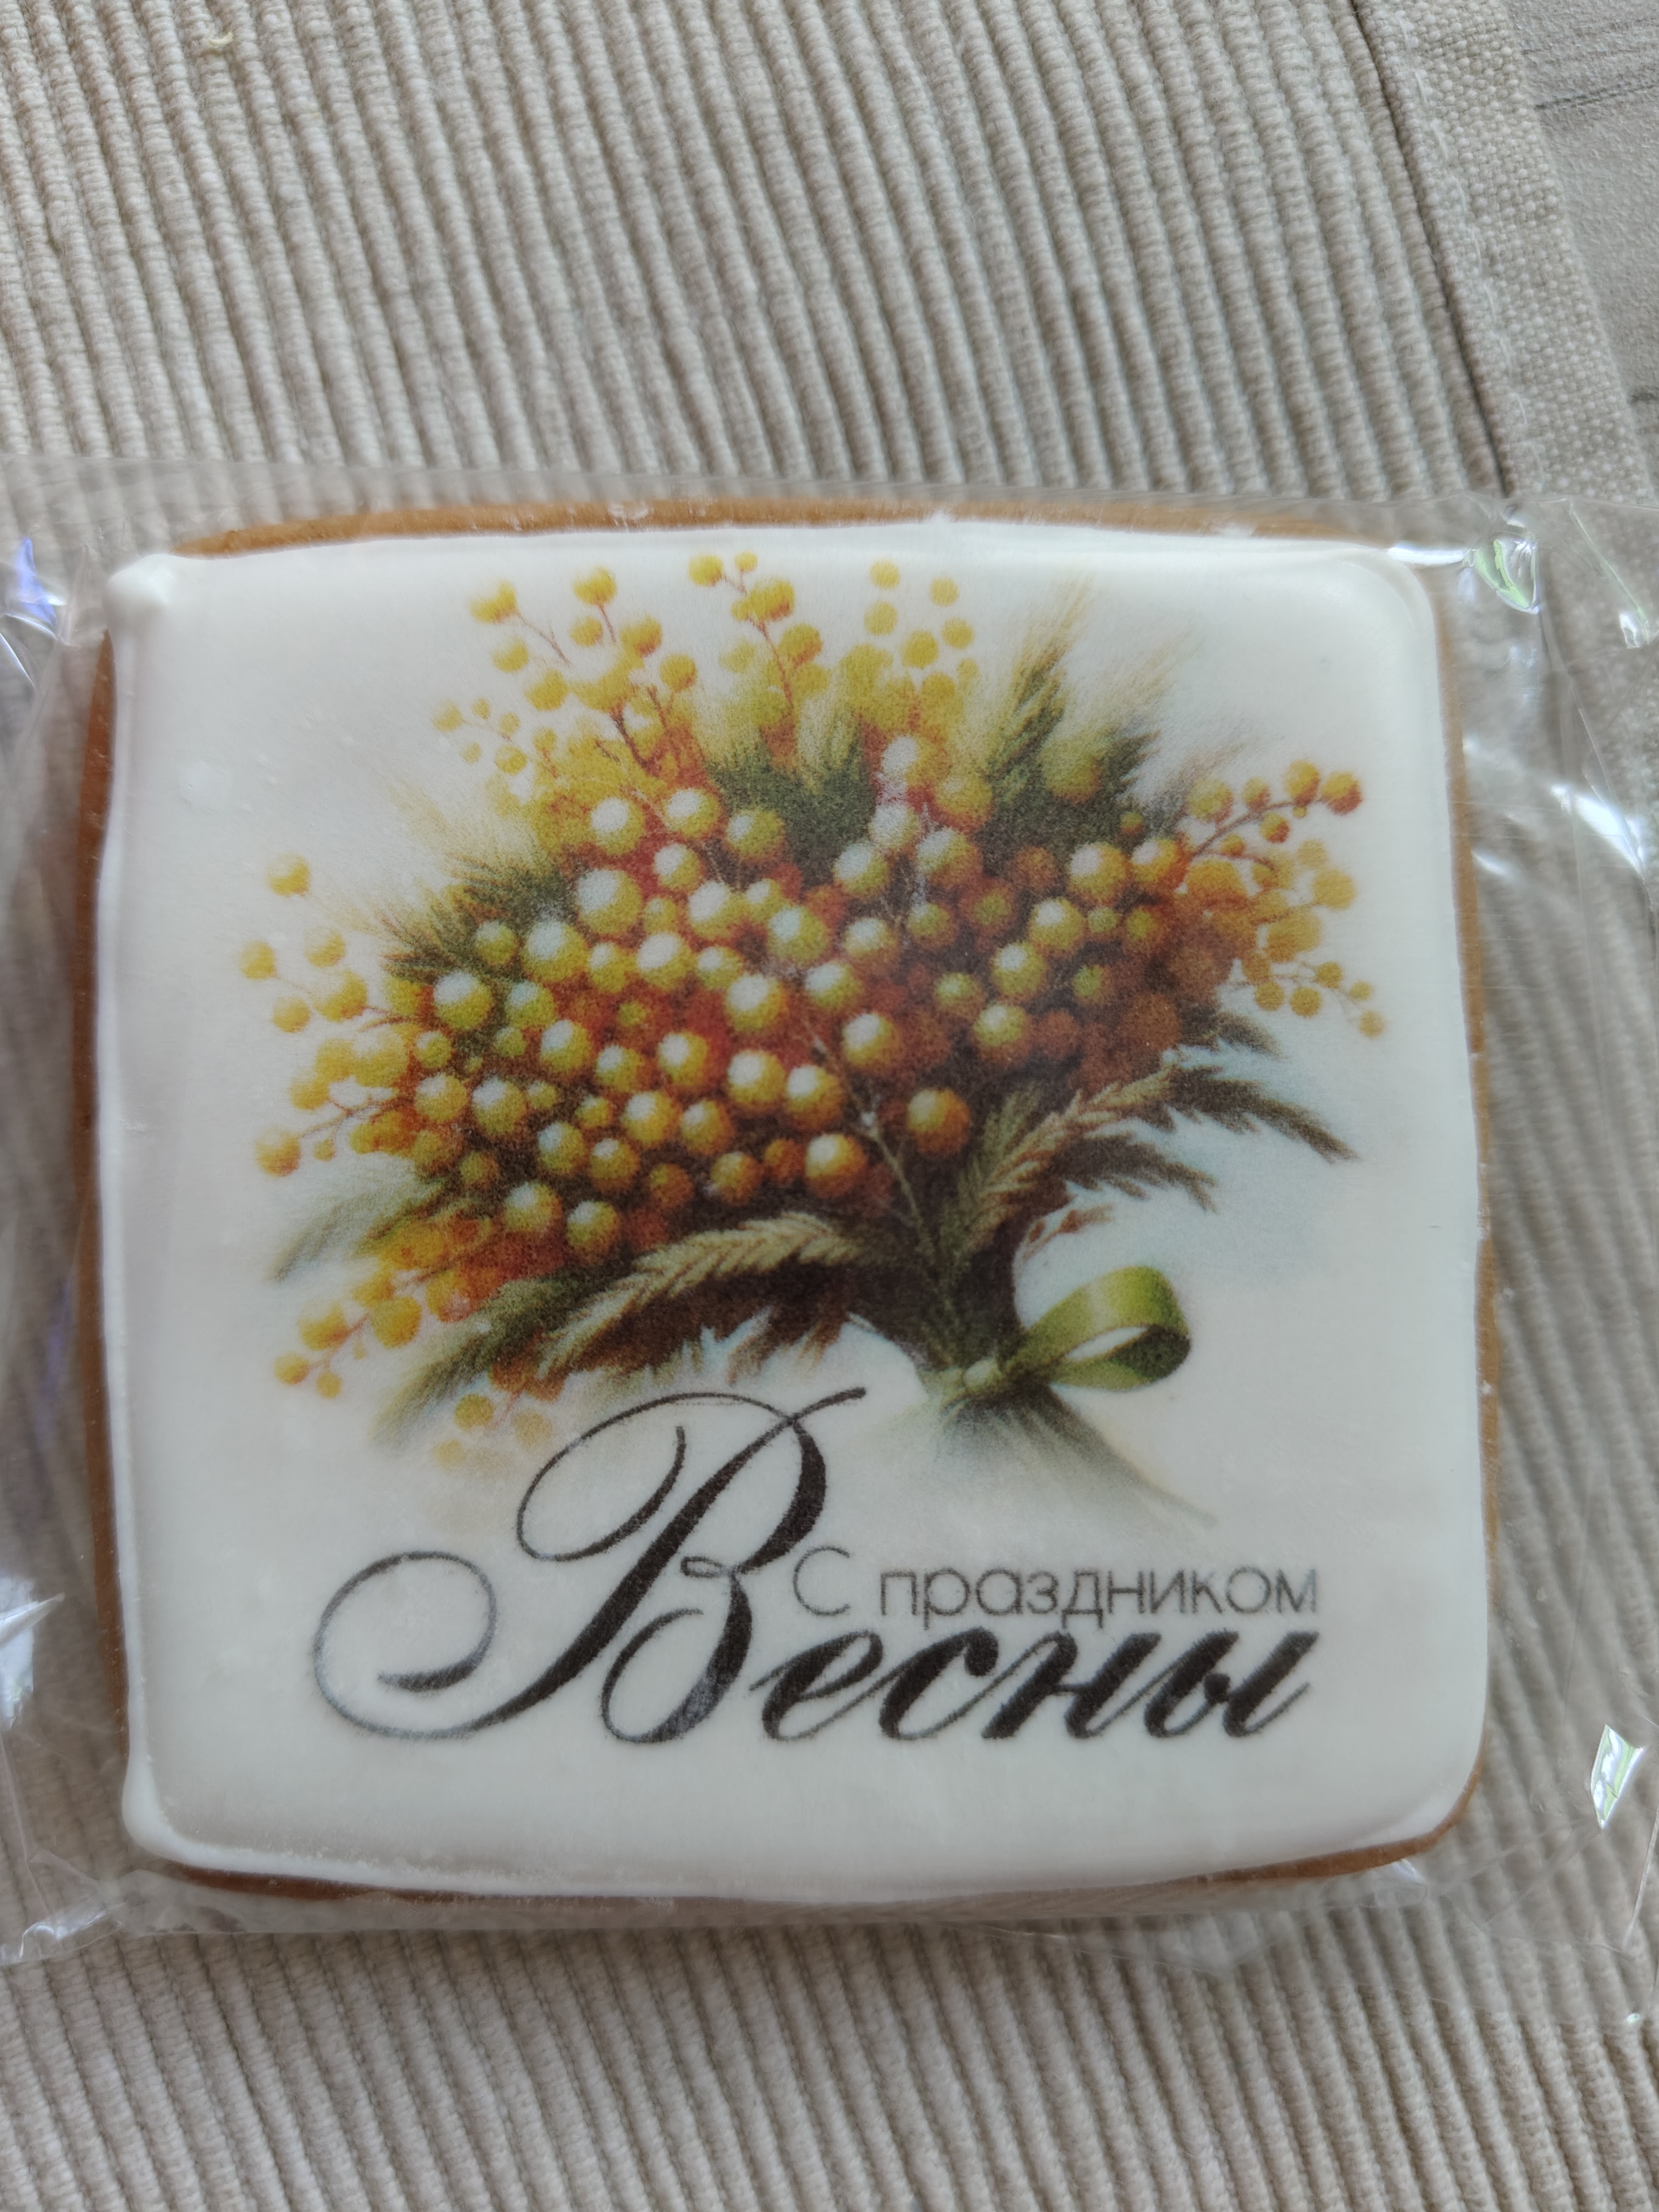 С праздником
Весны